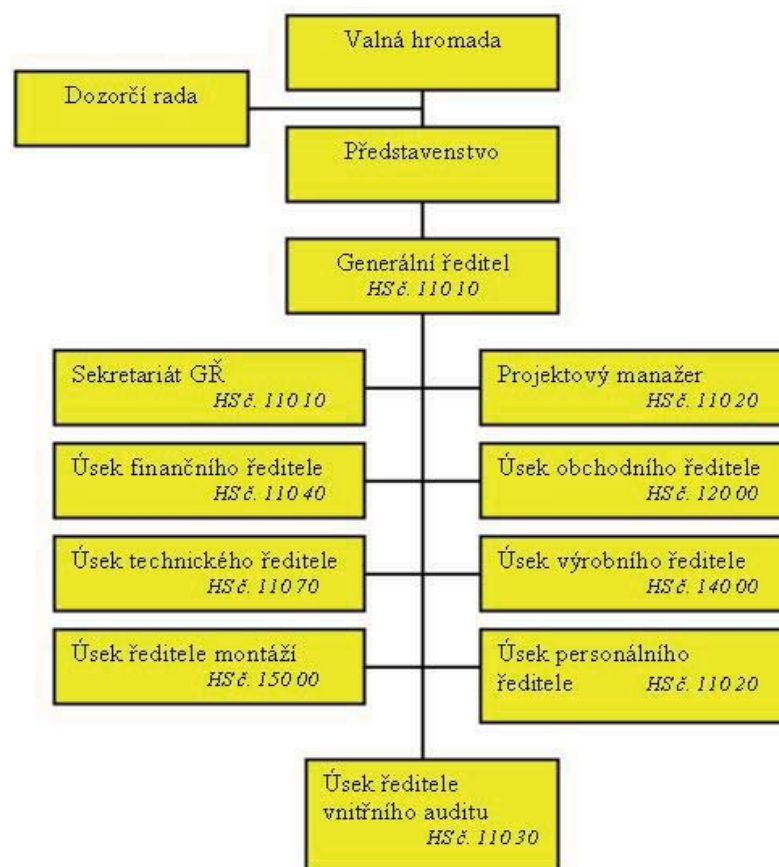 Valná hromada
Dozorčí rada
Představenstvo
Generální ředitel
HS č. 110 10
Sekretariát GŘ
HS č. 110 10
Projektový manažer
HS č. 110 20
Úsek finančního ředitele
HS č. 110 40
Úsek obchodního ředitele
HS č. 120 00
Úsek technického ředitele
HS č. 110 70
Úsek výrobního ředitele
HS č. 140 00
Úsek ředitele montáží
HS č. 150 00
Úsek personálního
ředitele HS č. 110 20
Úsek ředitele
vnitřního auditu
HS č. 110 30